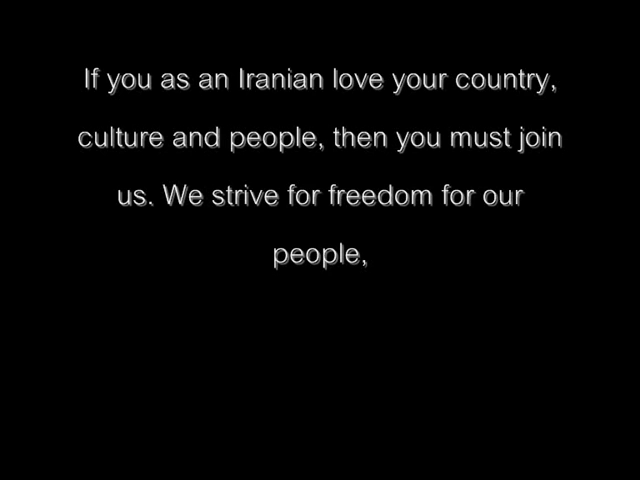 If you as an Iranian love your country,
culture and people, then you must join
us. We strive for freedom for our
people,